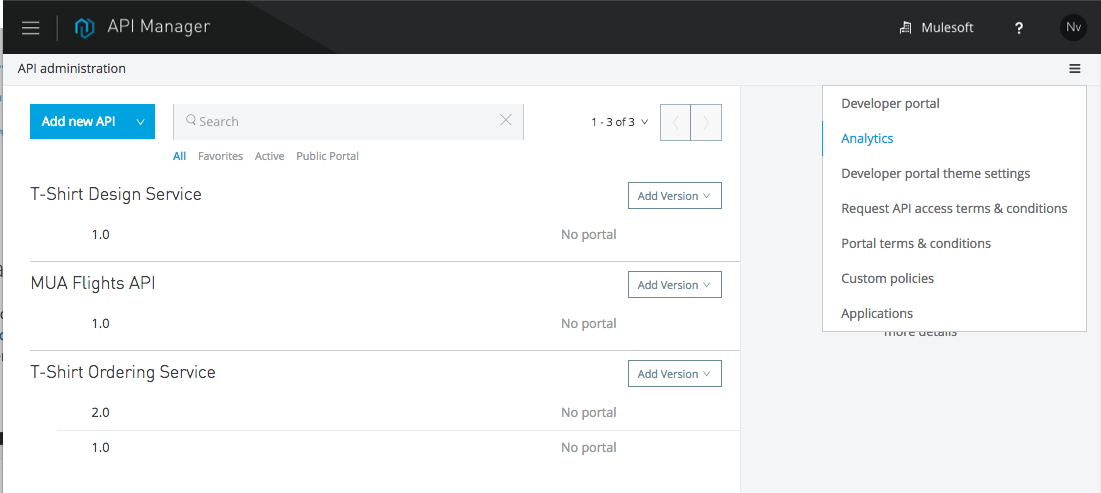 API Manager
Mulesoft ? Nv
API administration
Add new API
Search
1 - 3 of 3
All Favorites Active Public Portal
T-Shirt Design Service Add Version
1.0 No portal
MUA Flights API Add Version
1.0 No portal
T-Shirt Ordering Service Add Version
2.0 No portal
1.0 No portal
Developer portal
Analytics
Developer portal theme settings
Request API access terms & conditions
Portal terms & conditions
Custom policies
Applications
more details